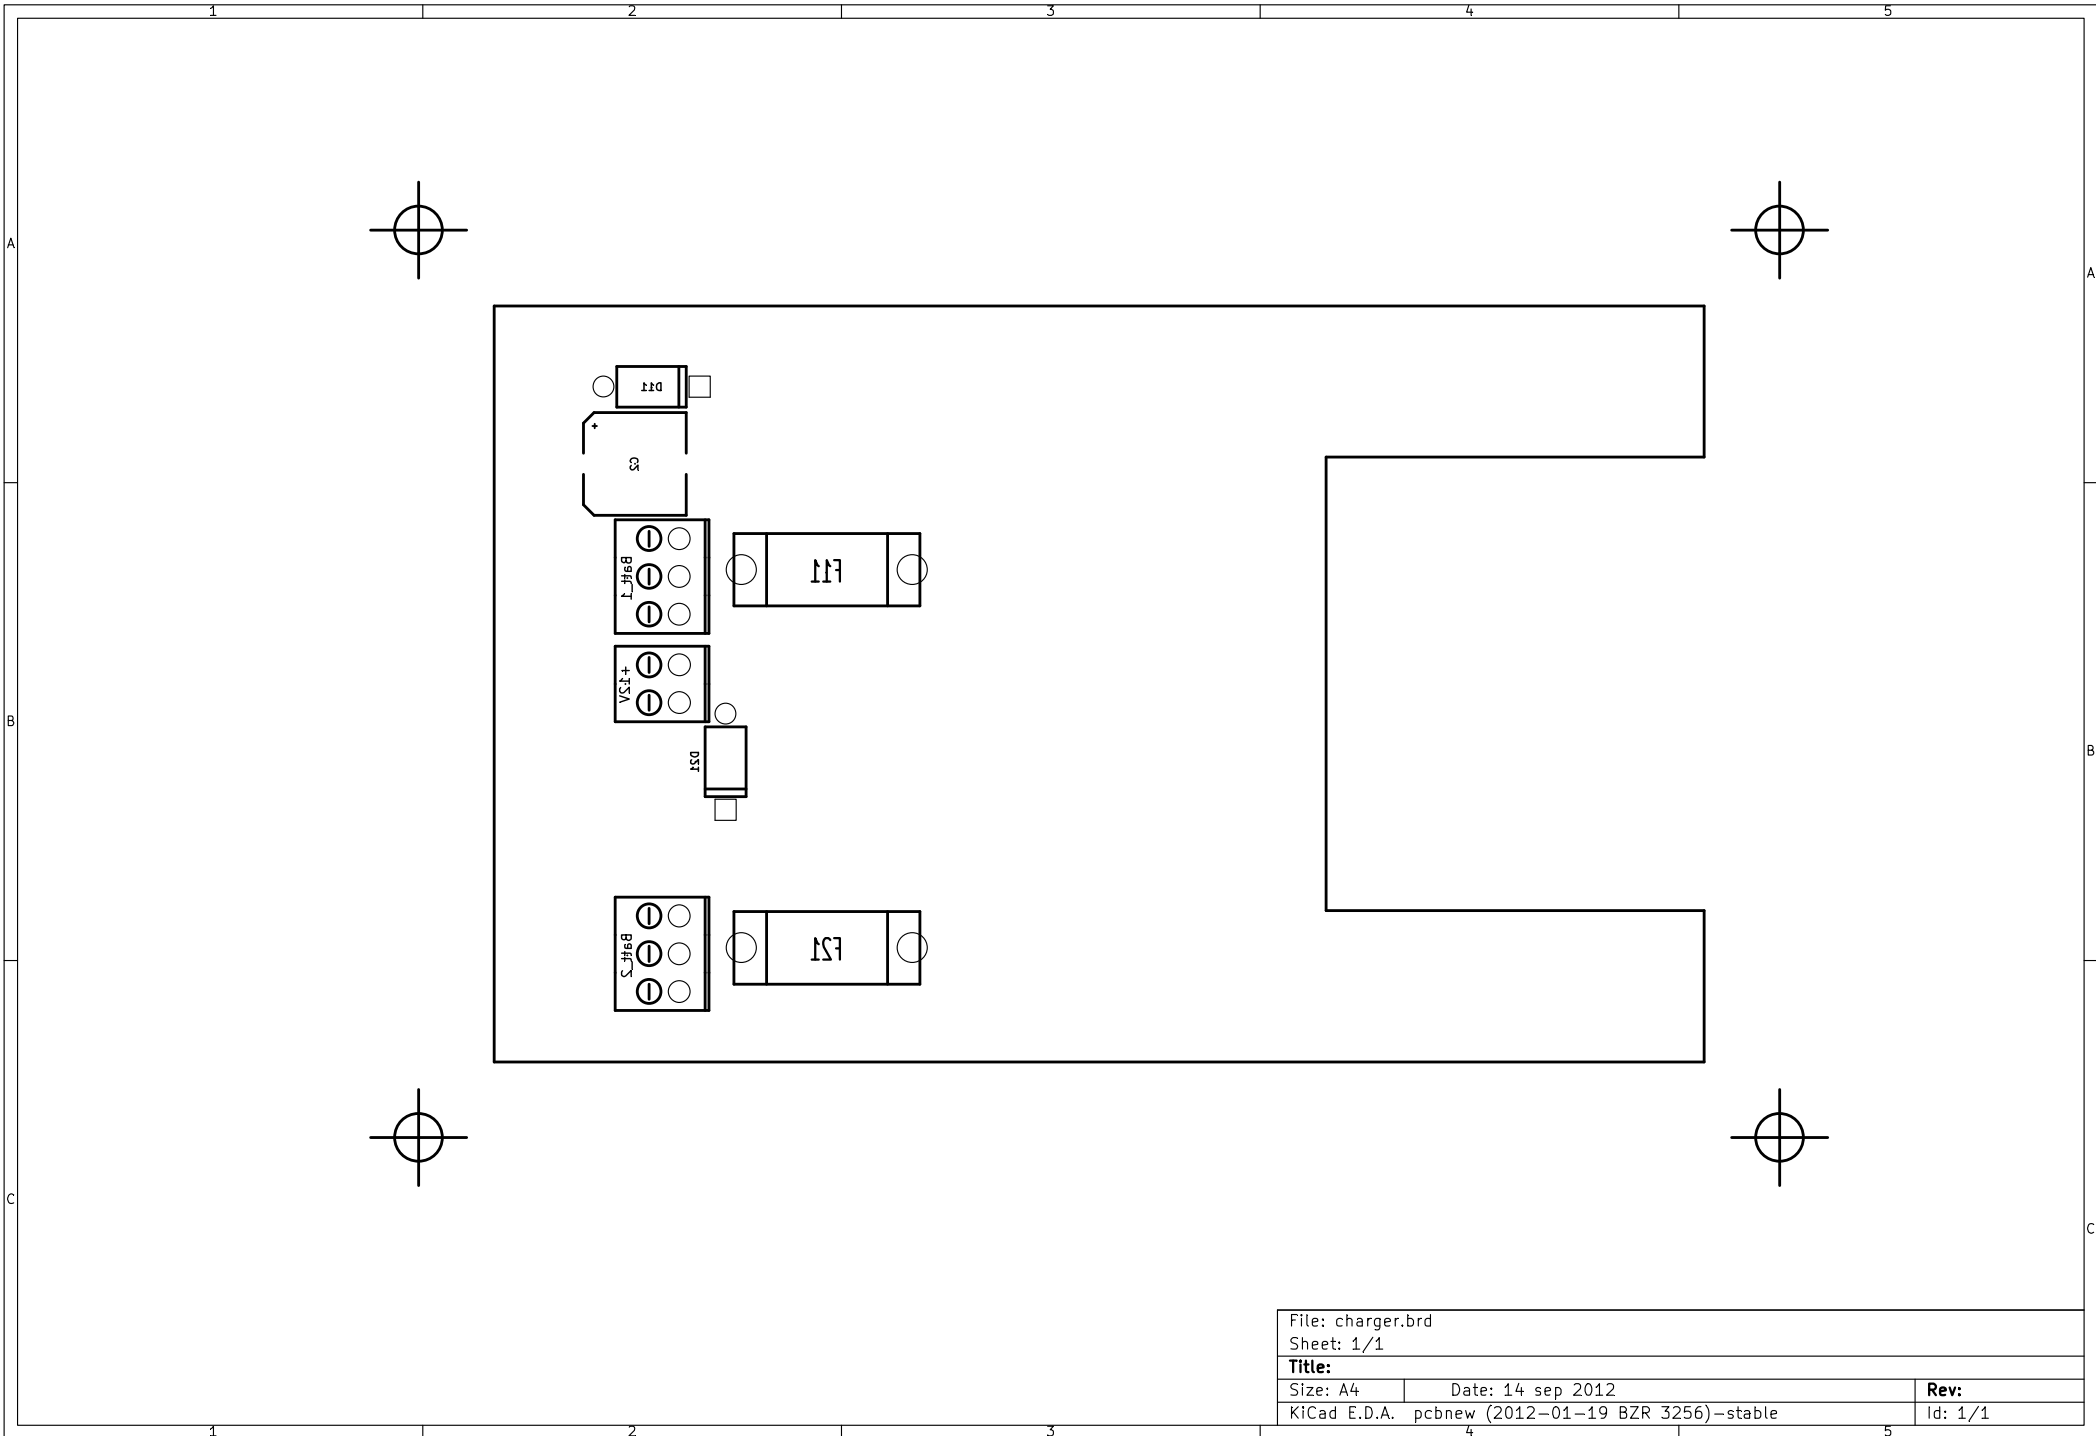 1 2 3 4 5
A
A
D11
+
C2
Batt_1
F11
+12V
B
B
D21
Batt_2
F21
C
C
File: charger.brd
Sheet: 1/1
Title:
Size: A4 Date: 14 sep 2012 Rev:
KiCad E.D.A. pcbnew (2012-01-19 BZR 3256)-stable Id: 1/1
1 2 3 4 5